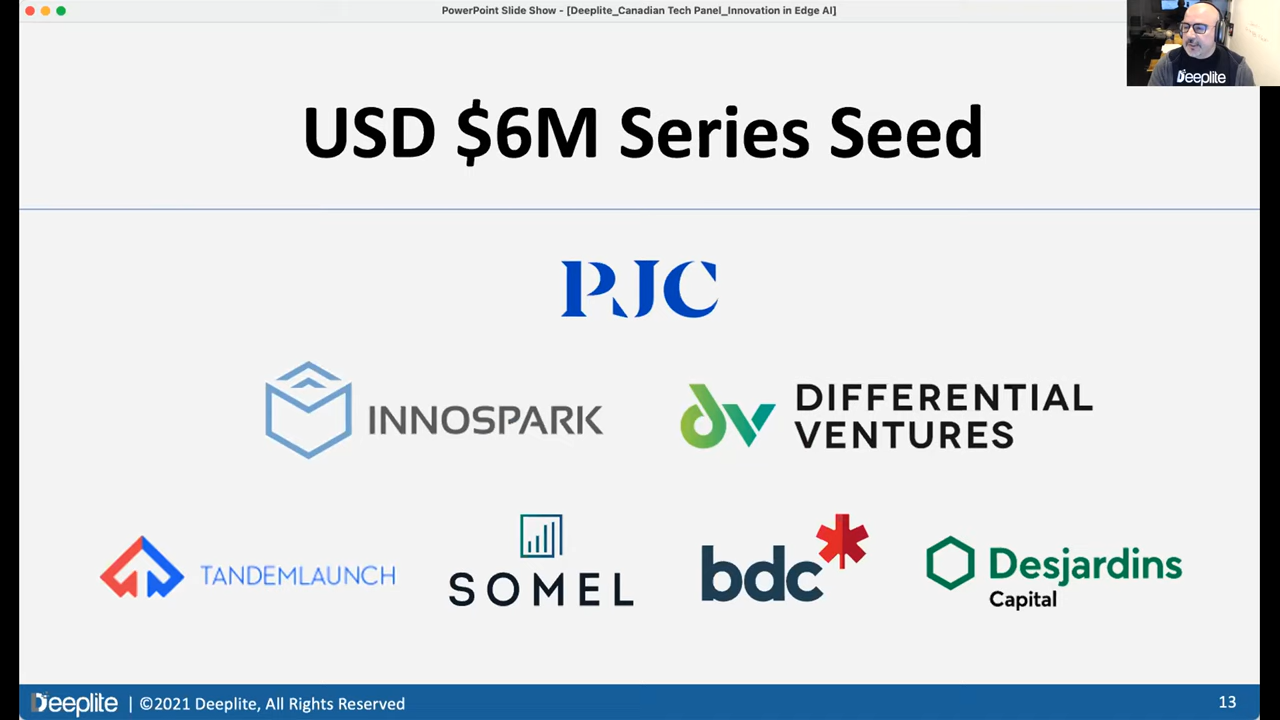 PowerPoint Slide Show - [Deeplite_Canadian Tech Panel_Innovation in Edge AI]
Deeplite
USD $6M Series Seed
PJC
INNOSPARK
DIFFERENTIAL
VENTURES
TANDEMLAUNCH
SOMEL
bdc
Desjardins
Capital
Deeplite | ©2021 Deeplite, All Rights Reserved
13